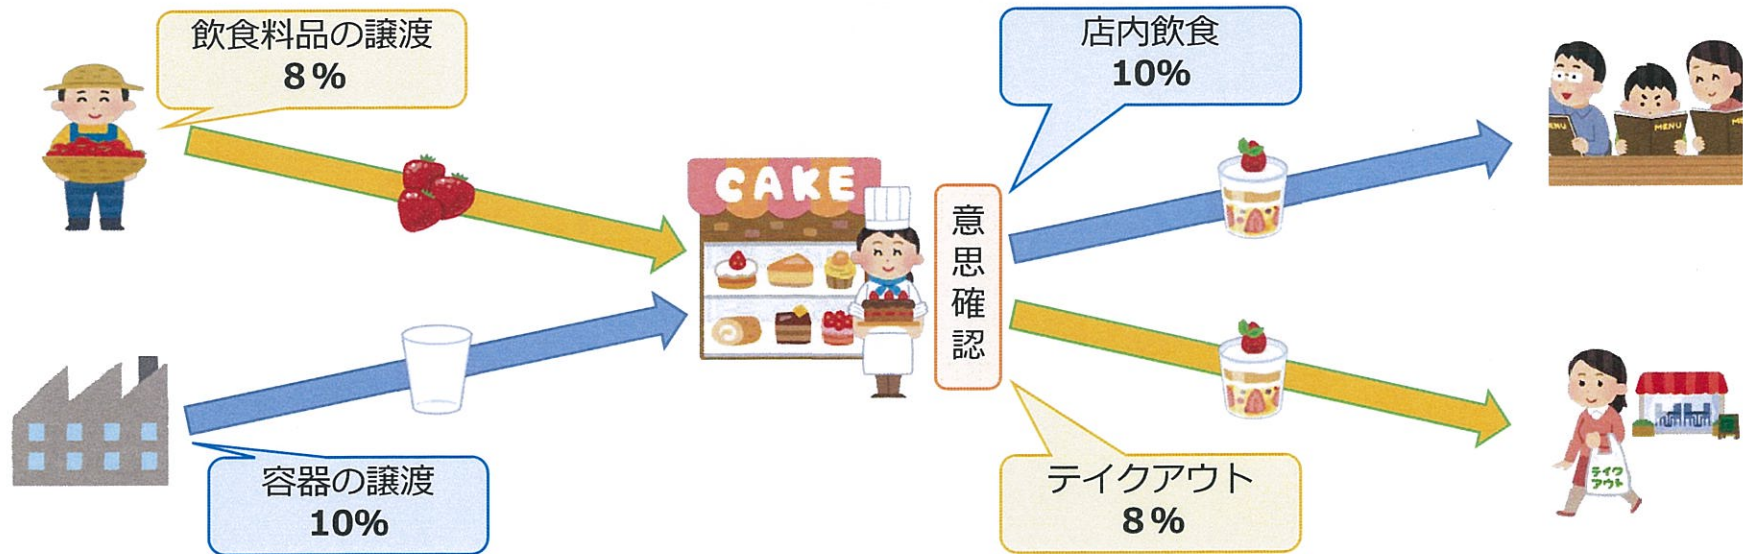 飲食料品の譲渡
8%
店内飲食
10%
CAKE
意思確認
MENU
MENU
容器の譲渡
10%
テイクアウト
8%
テイク
アウト